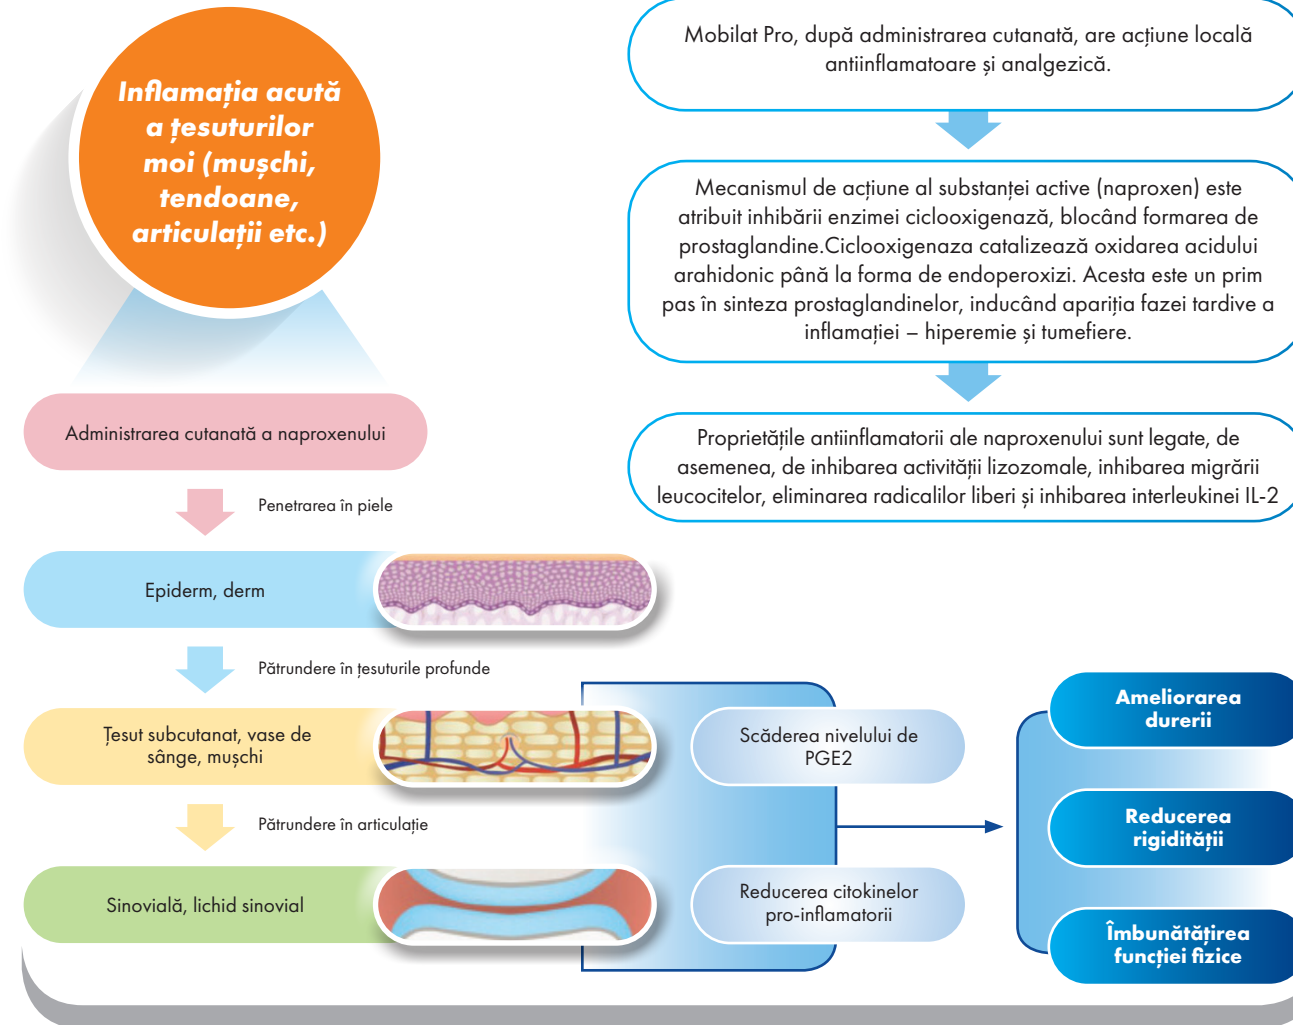 Inflamația acută
a țesuturilor
moi (mușchi,
tendoane,
articulații etc.)
Administrarea cutanată a naproxenului
Penetrarea în piele
Epiderm, derm
Pătrundere în țesuturile profunde
Țesut subcutanat, vase de
sânge, mușchi
Pătrundere în articulație
Sinovială, lichid sinovial
Mobilat Pro, după administrarea cutanată, are acțiune locală
antiinflamatoare și analgezică.
Mecanismul de acțiune al substanței active (naproxen) este
atribuit inhibării enzimei ciclooxigenază, blocând formarea de
prostaglandine.Ciclooxigenaza catalizează oxidarea acidului
arahidonic până la forma de endoperoxizi. Acesta este un prim
pas în sinteza prostaglandinelor, inducând apariția fazei tardive a
inflamației – hiperemie și tumefiere.
Proprietățile antiinflamatorii ale naproxenului sunt legate, de
asemenea, de inhibarea activității lizozomale, inhibarea migrării
leucocitelor, eliminarea radicalilor liberi și inhibarea interleukinei IL-2
Scăderea nivelului de
PGE2
Reducerea citokinelor
pro-inflamatorii
Ameliorarea
durerii
Reducerea
rigidității
Îmbunătățirea
funcției fizice